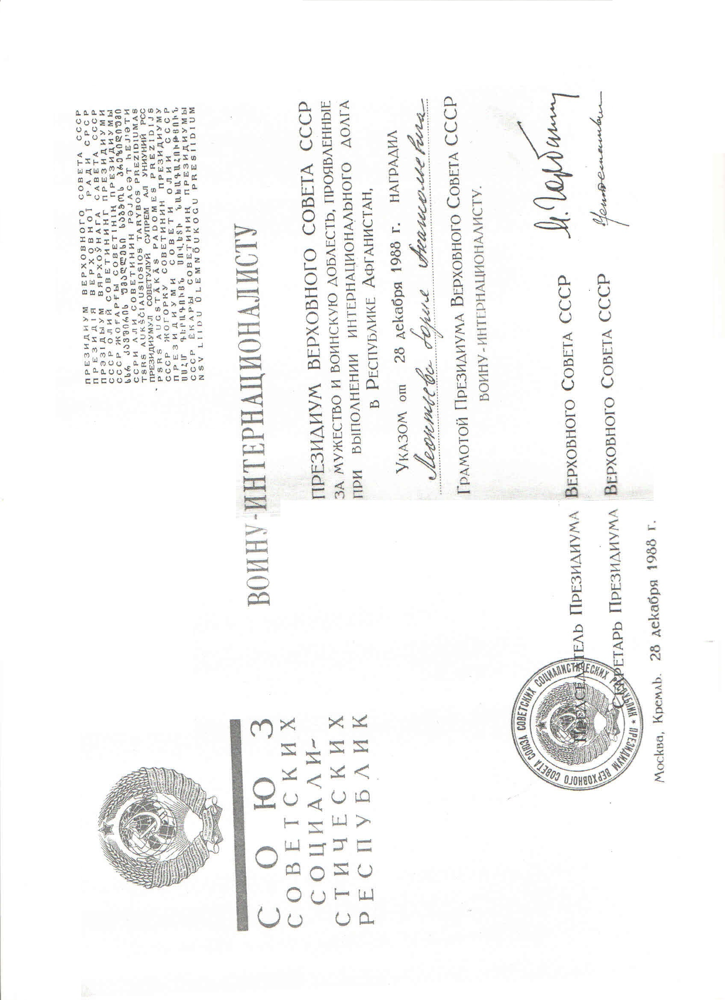 СОЮЗ
СОВЕТСКИХ
СОЦИАЛИ-
СТИЧЕСКИХ
РЕСПУБЛИК
ПРЕЗИДИУМ ВЕРХОВНОГО СОВЕТА СССР
ПРЕЗИДІЯ ВЕРХОВНОЇ РАДИ СРСР
ПРЭЗІДЫУМ ВЯРХОЎНАГА САВЕТА СССР
СССР ОЛИЙ СОВЕТИНИНГ ПРЕЗИДИУМИ
СССР ЖОҒАРҒЫ СОВЕТІНІҢ ПРЕЗИДИУМЫ
სსრ კავშირის უმაღლესი საბჭოს პრეზიდიუმი
ССРИ АЛИ СОВЕТИНИН РӘЈАСӘТ ҺЕЈ'ӘТИ
TSRS AUKŠČIAUSIOSIOS TARYBOS PREZIDIUMAS
ПРЕЗИДИУМУЛ СОВЕТУЛУЙ СУПРЕМ АЛ УНИУНИЙ РСС
PSRS AUGSTĀKĀS PADOMES PREZIDIJS
СССР ЖОГОРКУ СОВЕТИНИН ПРЕЗИДИУМУ
ПРЕЗИДИУМИ СОВЕТИ ОЛИИ СССР
ՍՍՀՄ ԳԵՐԱԳՈՒՅՆ ՍՈՎԵՏԻ ՆԱԽԱԳԱՀՈՒԹՅՈՒՆ
СССР ЁКАРЫ СОВЕТИНИҢ ПРЕЗИДИУМЫ
NSV LIIDU ÜLEMNÕUKOGU PRESIIDIUM
ВОИНУ-ИНТЕРНАЦИОНАЛИСТУ
ПРЕЗИДИУМ ВЕРХОВНОГО СОВЕТА СССР
ЗА МУЖЕСТВО И ВОИНСКУЮ ДОБЛЕСТЬ, ПРОЯВЛЕННЫЕ
ПРИ ВЫПОЛНЕНИИ ИНТЕРНАЦИОНАЛЬНОГО ДОЛГА
В РЕСПУБЛИКЕ АФГАНИСТАН,
УКАЗОМ от 28 декабря 1988 г. НАГРАДИЛ
Леонтьева Юрия Анатольевича
ГРАМОТОЙ ПРЕЗИДИУМА ВЕРХОВНОГО СОВЕТА СССР
ВОИНУ-ИНТЕРНАЦИОНАЛИСТУ.
ПРЕДСЕДАТЕЛЬ ПРЕЗИДИУМА ВЕРХОВНОГО СОВЕТА СССР М. Горбачев
СЕКРЕТАРЬ ПРЕЗИДИУМА ВЕРХОВНОГО СОВЕТА СССР
ПРЕЗИДИУМ ВЕРХОВНОГО СОВЕТА СОЮЗА СОВЕТСКИХ СОЦИАЛИСТИЧЕСКИХ РЕСПУБЛИК
Москва, Кремль. 28 декабря 1988 г.